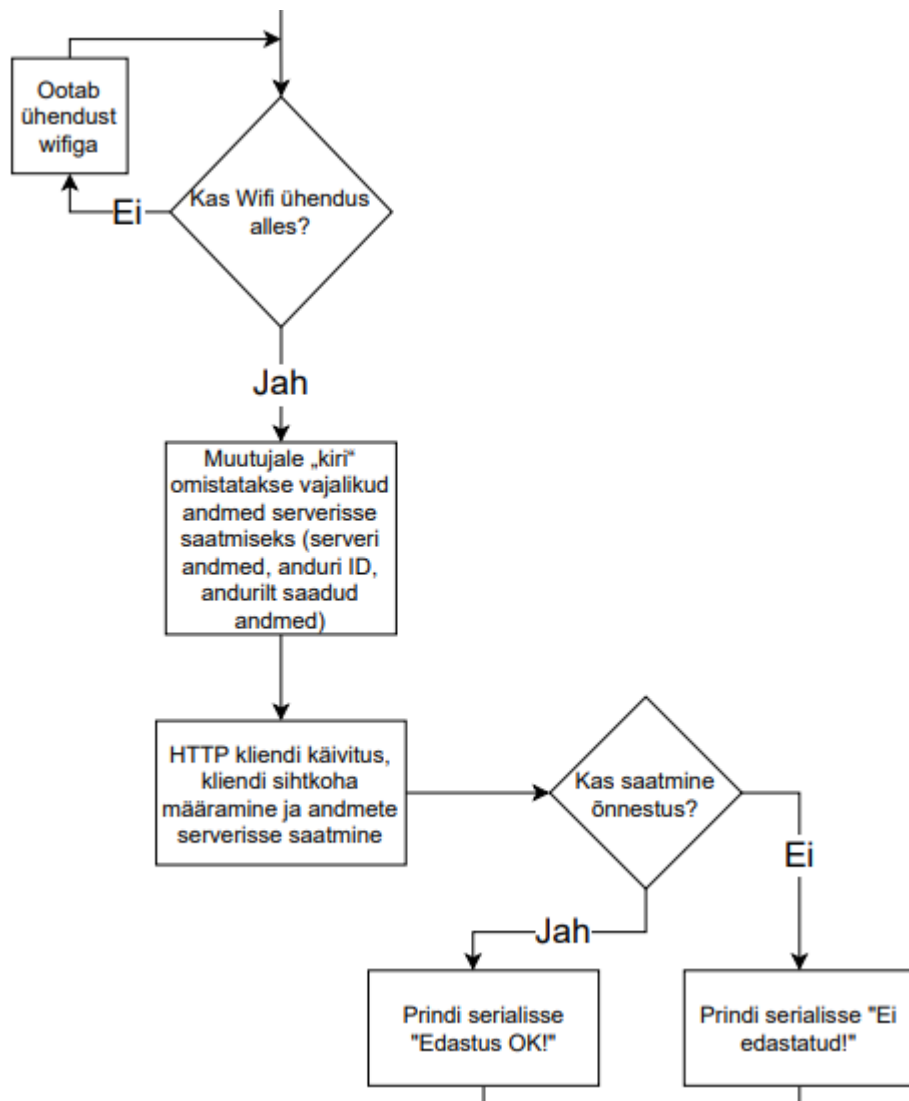 Ootab
ühendust
wifiga
Kas Wifi ühendus
alles?
Ei
Jah
Muutujale „kiri“
omistatakse vajalikud
andmed serverisse
saatmiseks (serveri
andmed, anduri ID,
andurilt saadud
andmed)
HTTP kliendi käivitus,
kliendi sihtkoha
määramine ja andmete
serverisse saatmine
Kas saatmine
õnnestus?
Ei
Jah
Prindi serialisse
"Edastus OK!"
Prindi serialisse "Ei
edastatud!"